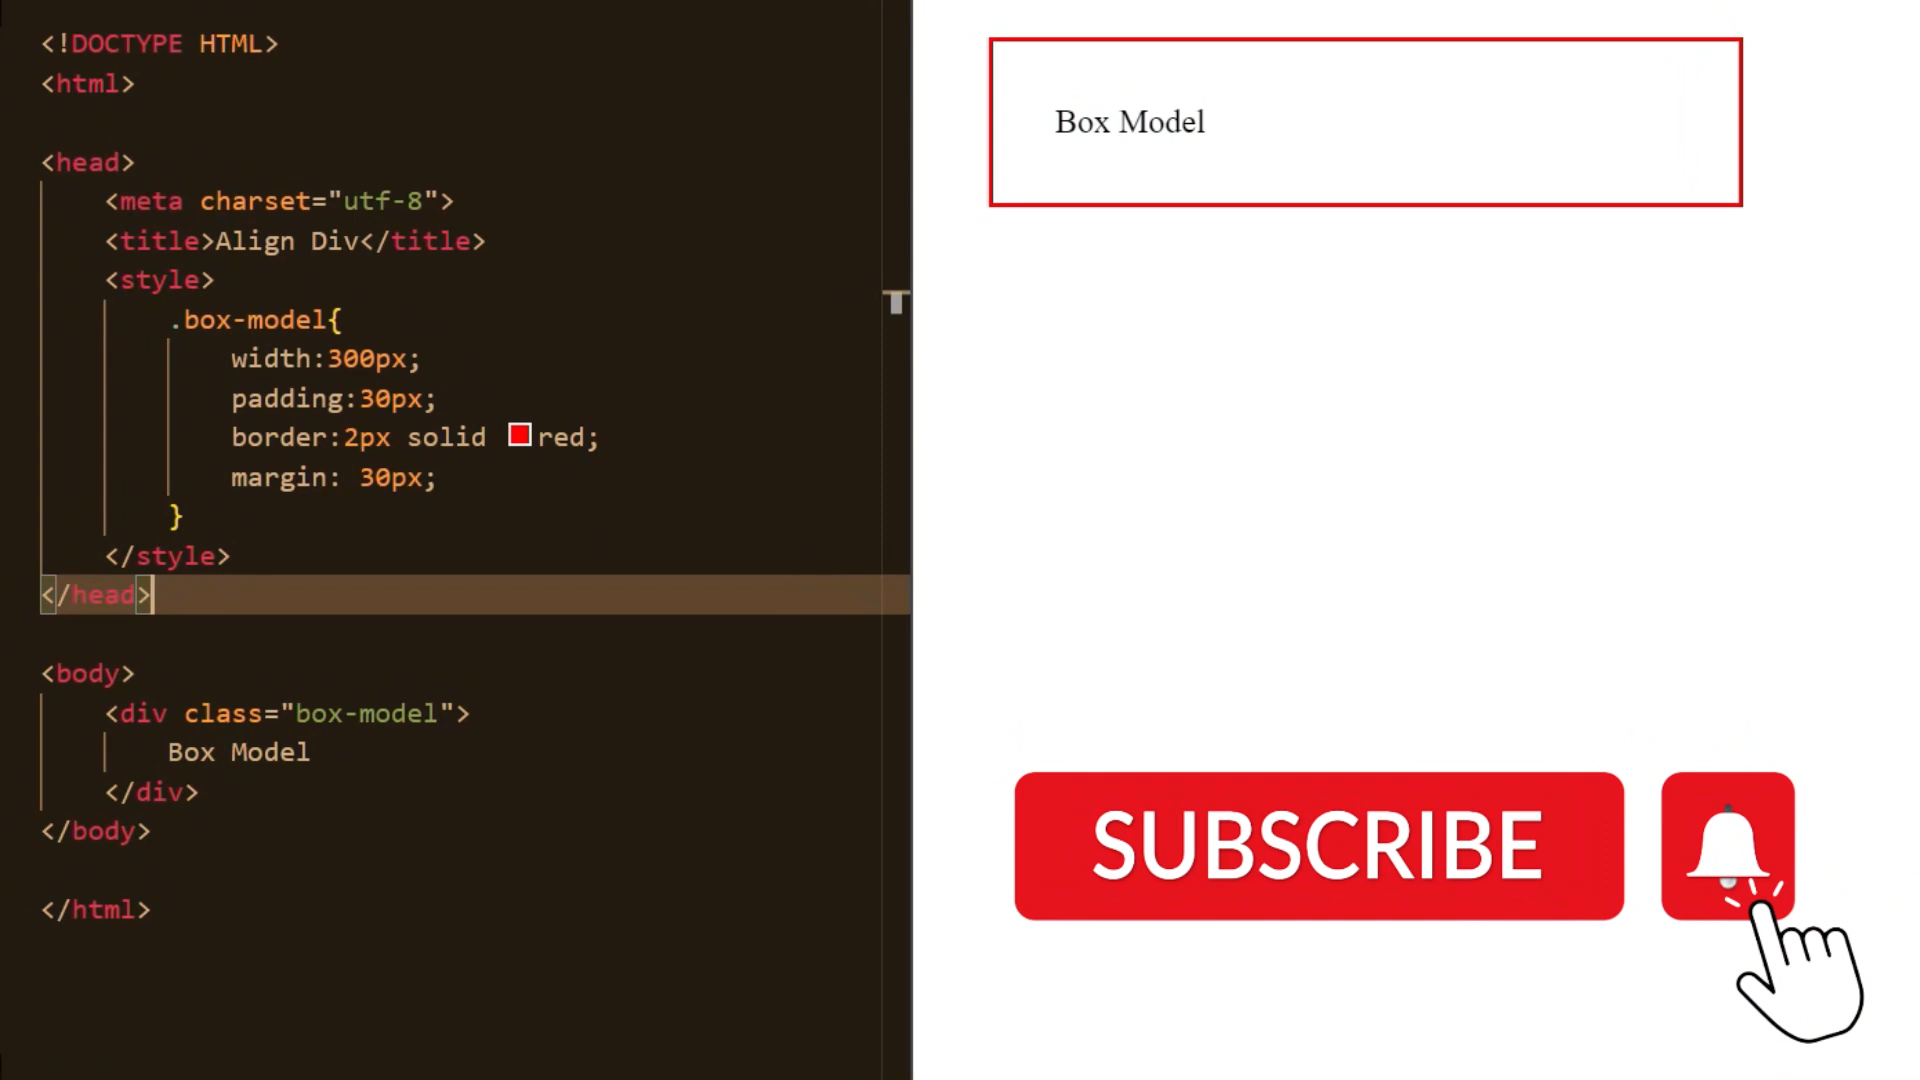 <!DOCTYPE HTML>
<html>
<head>
<meta charset="utf-8">
<title>Align Div</title>
<style>
.box-model{
width:300px;
padding:30px;
border:2px solid red;
margin: 30px;
}
</style>
</head>
<body>
<div class="box-model">
Box Model
</div>
</body>
</html>
Box Model
SUBSCRIBE